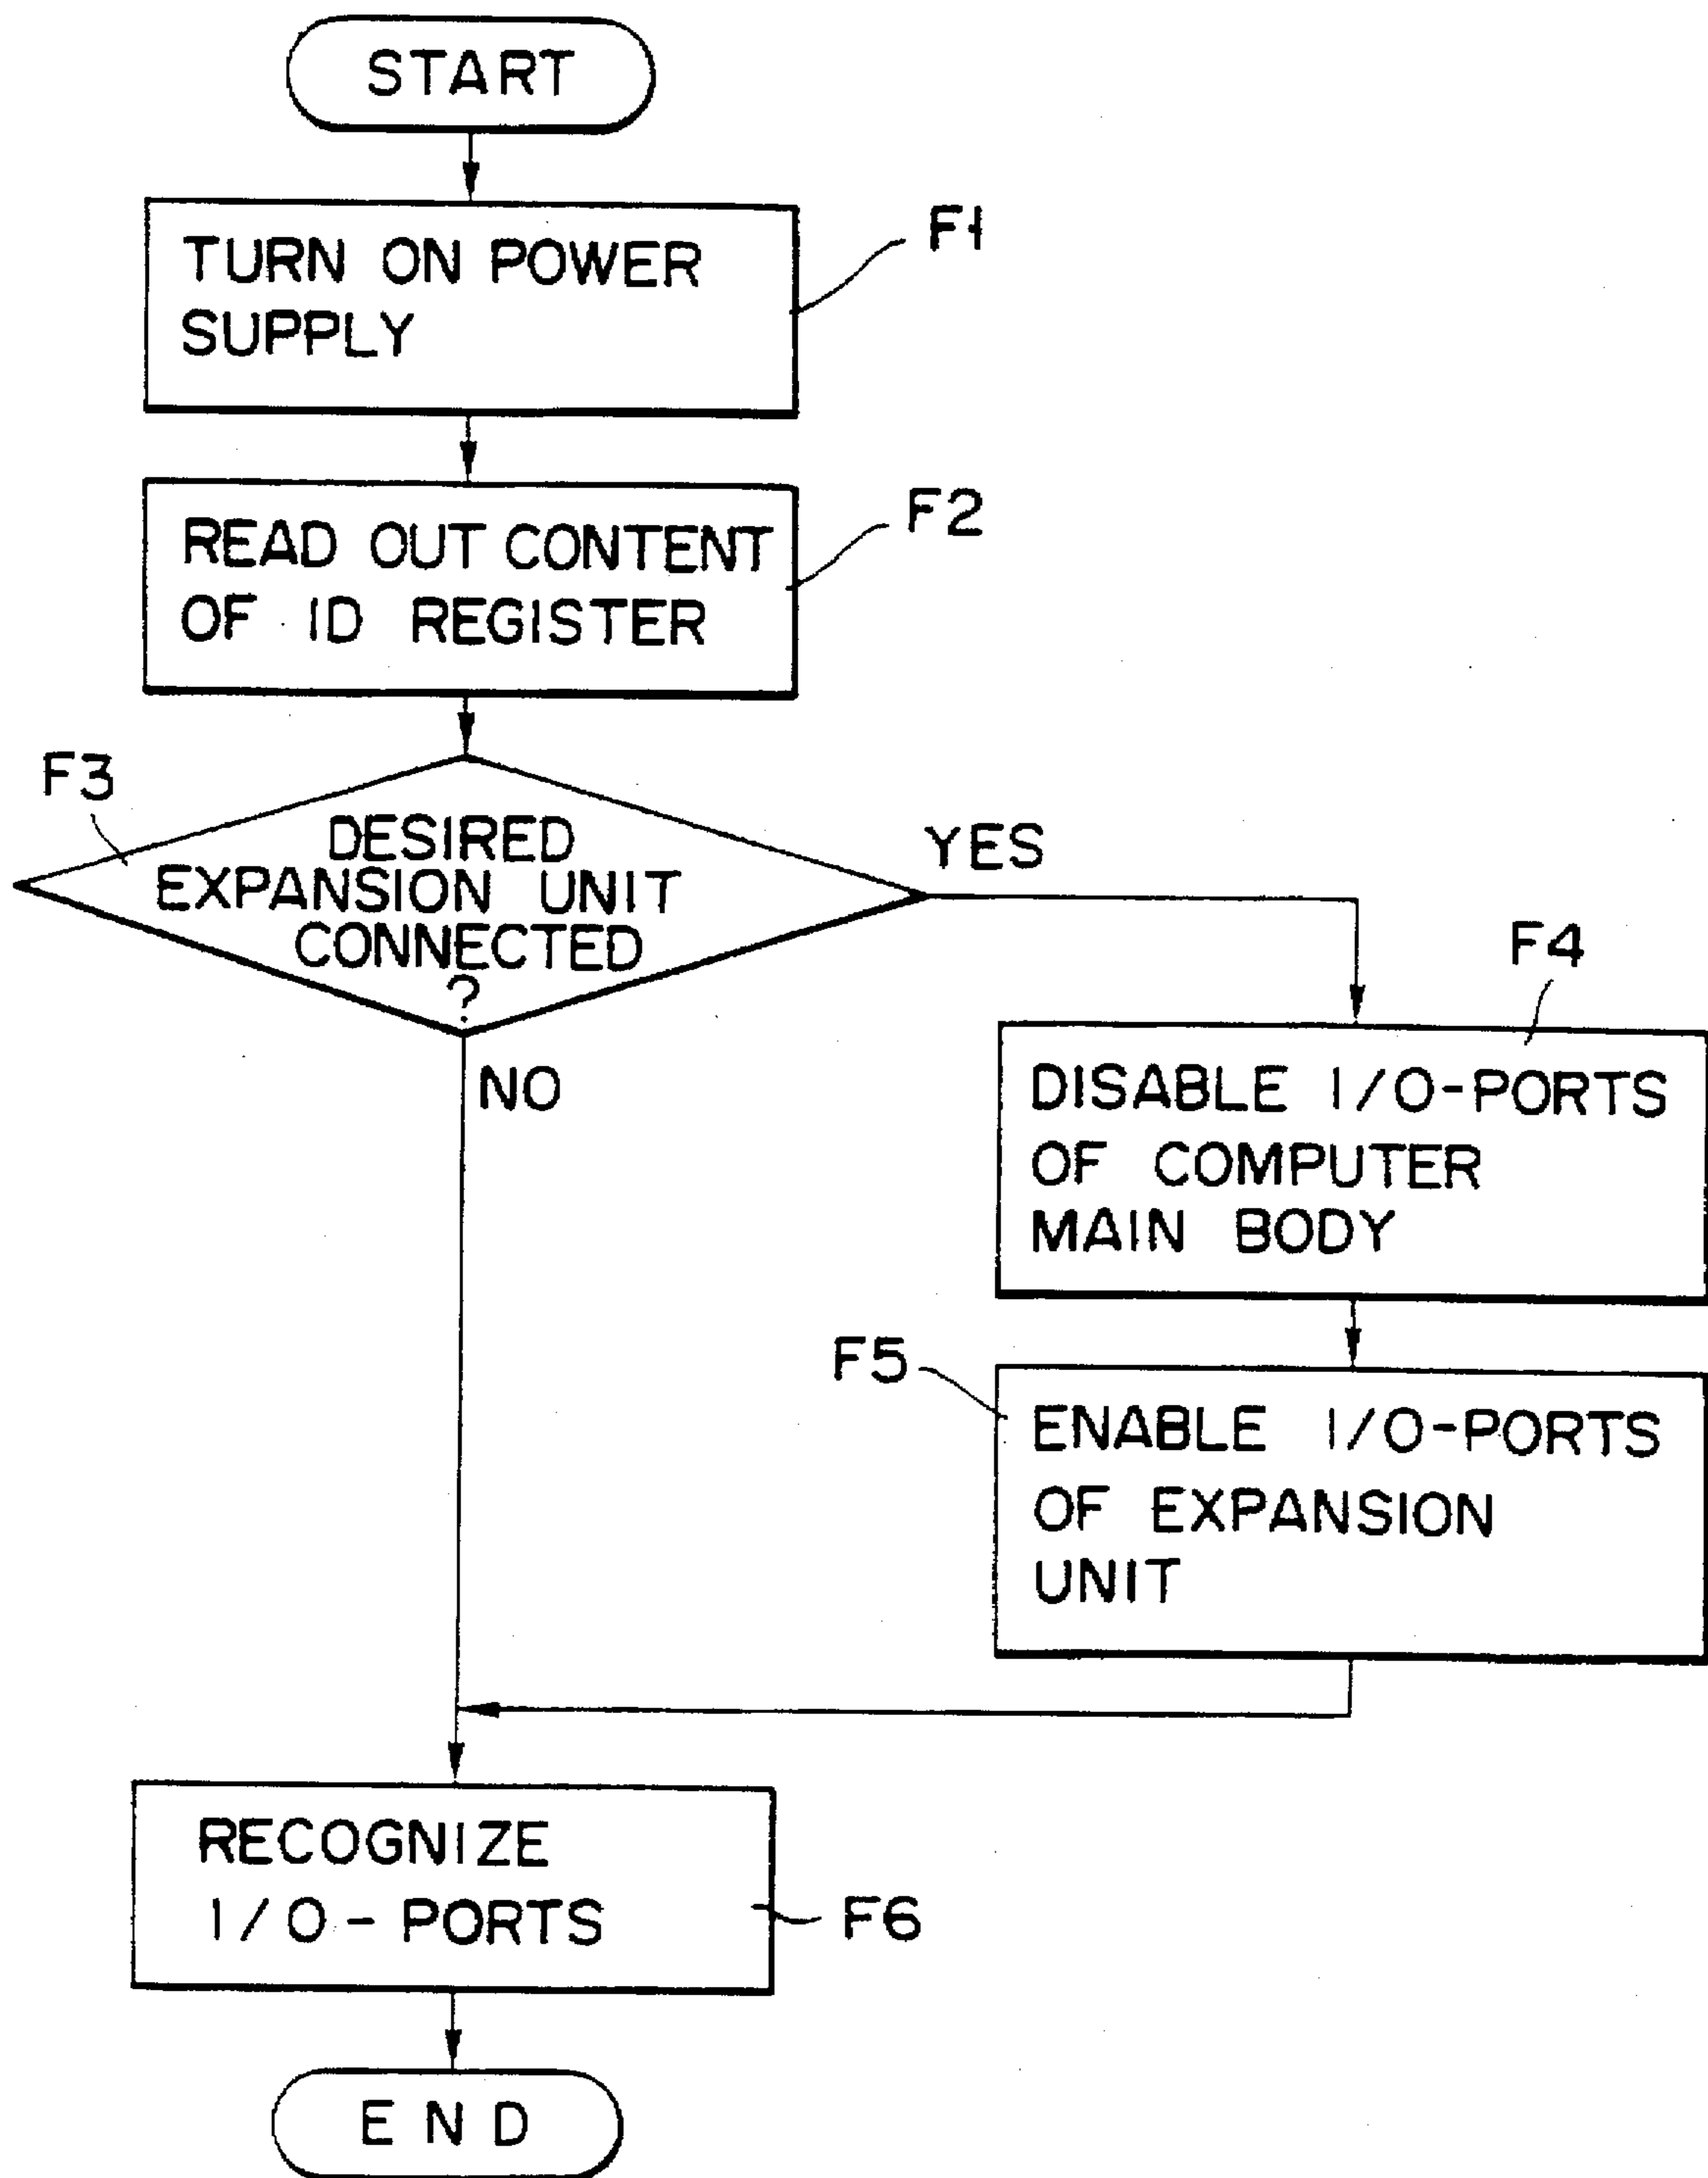 START
F1
TURN ON POWER
SUPPLY
F2
READ OUT CONTENT
OF ID REGISTER
F3
DESIRED
EXPANSION UNIT
CONNECTED
?
YES
NO
F4
DISABLE I/O-PORTS
OF COMPUTER
MAIN BODY
F5
ENABLE I/O-PORTS
OF EXPANSION
UNIT
RECOGNIZE
I/O-PORTS
F6
END